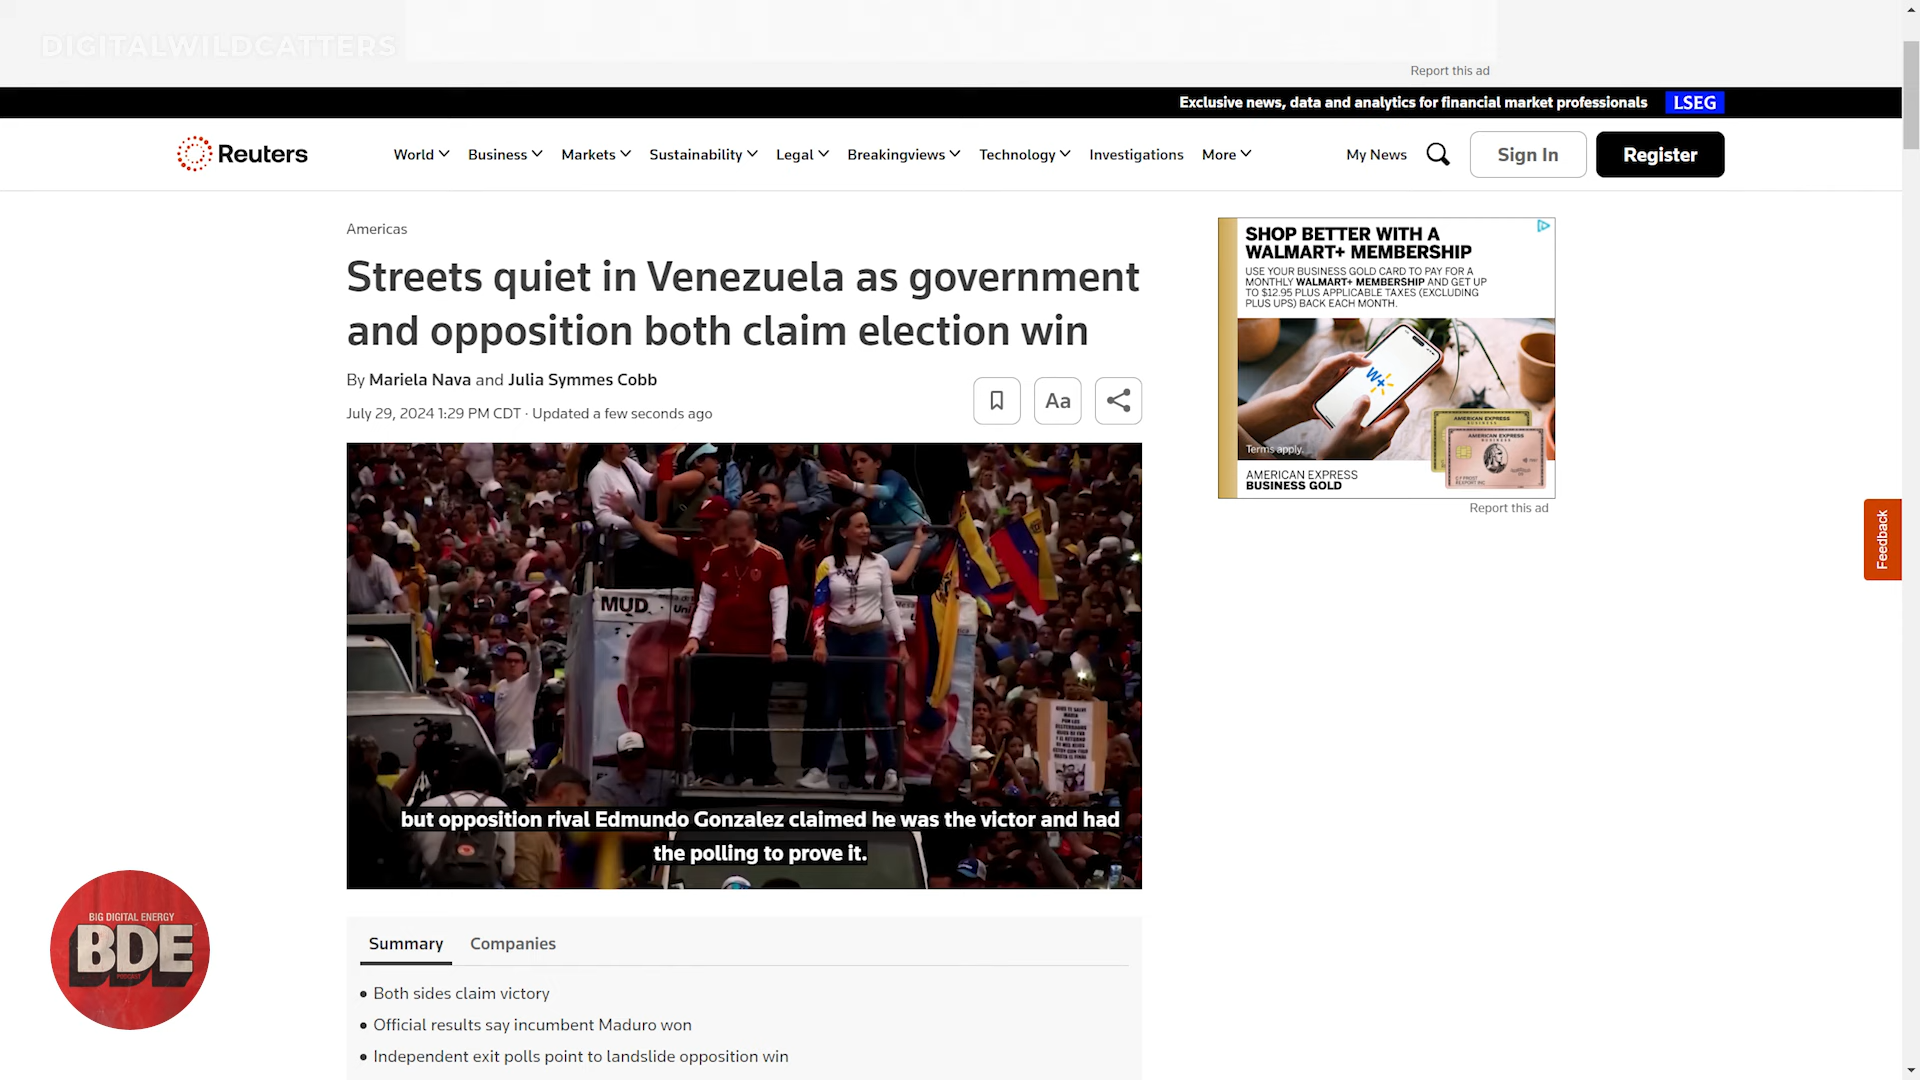 DIGITALWILDCATTERS
Report this ad
Exclusive news, data and analytics for financial market professionals LSEG
Reuters World Business Markets Sustainability Legal Breakingviews Technology Investigations More My News Sign In Register
Americas
Streets quiet in Venezuela as government
and opposition both claim election win
By Mariela Nava and Julia Symmes Cobb
July 29, 2024 1:29 PM CDT · Updated a few seconds ago
Aa
MUD
but opposition rival Edmundo Gonzalez claimed he was the victor and had
the polling to prove it.
SHOP BETTER WITH A
WALMART+ MEMBERSHIP
USE YOUR BUSINESS GOLD CARD TO PAY FOR A
MONTHLY WALMART+ MEMBERSHIP AND GET UP
TO $12.95 PLUS APPLICABLE TAXES (EXCLUDING
PLUS UPS) BACK EACH MONTH.
W+
AMERICAN EXPRESS
AMERICAN EXPRESS
BUSINESS
Terms apply.
AMERICAN EXPRESS
BUSINESS GOLD
Report this ad
Feedback
Summary Companies
• Both sides claim victory
• Official results say incumbent Maduro won
• Independent exit polls point to landslide opposition win
BIG DIGITAL ENERGY
BDE
PODCAST